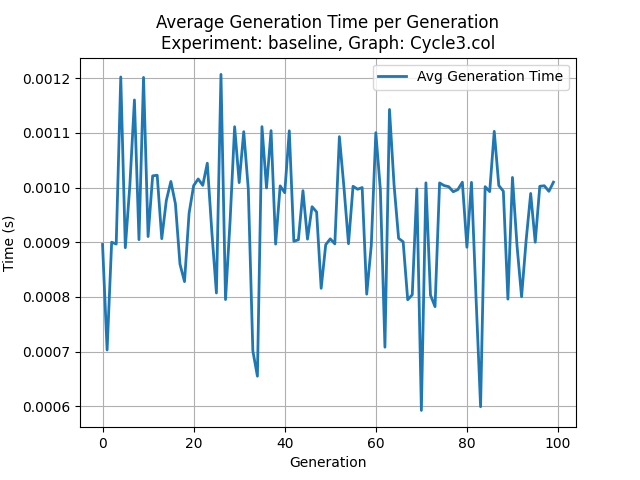 Average Generation Time per Generation
Experiment: baseline, Graph: Cycle3.col
Avg Generation Time
Time (s)
0.0012
0.0011
0.0010
0.0009
0.0008
0.0007
0.0006
0 20 40 60 80 100
Generation